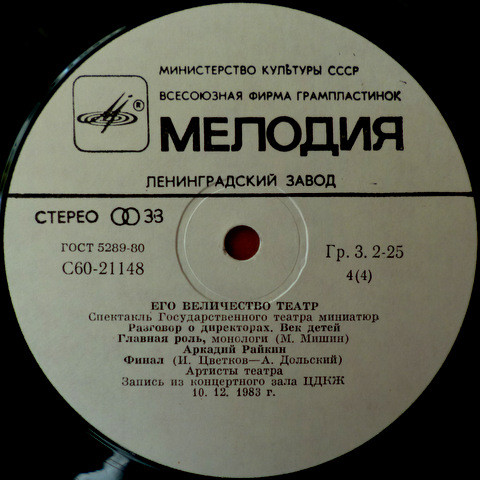 МИНИСТЕРСТВО КУЛЬТУРЫ СССР
ВСЕСОЮЗНАЯ ФИРМА ГРАМПЛАСТИНОК
®
МЕЛОДИЯ
ЛЕНИНГРАДСКИЙ ЗАВОД
СТЕРЕО 33
ГОСТ 5289-80
Гр. 3. 2-25
С60-21148
4(4)
ЕГО ВЕЛИЧЕСТВО ТЕАТР
Спектакль Государственного театра миниатюр
Разговор о директорах. Век детей
Главная роль, монологи (М. Мишин)
Аркадий Райкин
Финал (И. Цветков—А. Дольский)
Артисты театра
Запись из концертного зала ЦДКЖ
10. 12. 1983 г.